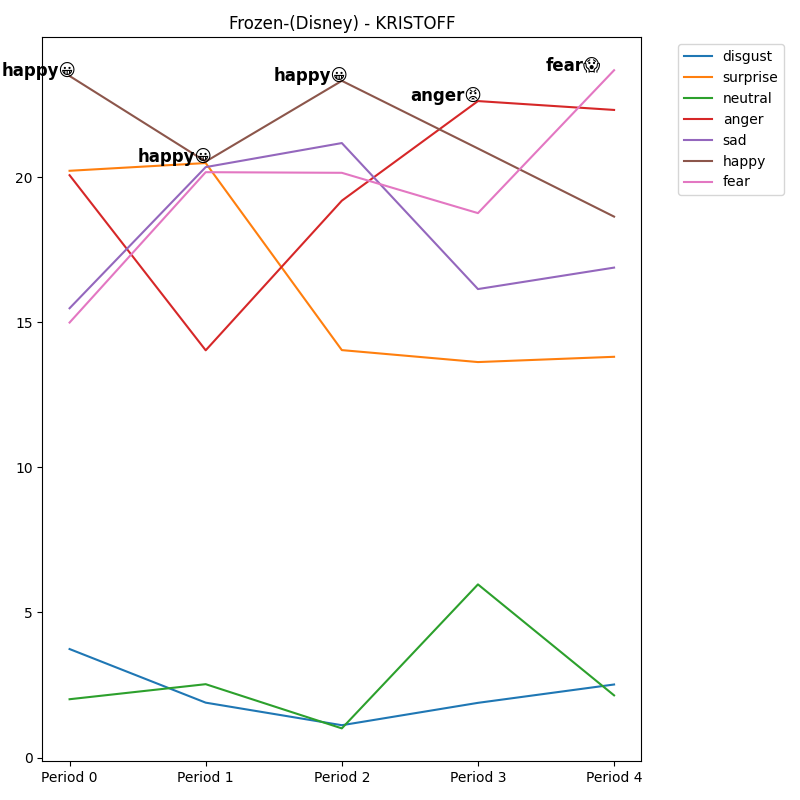 Frozen-(Disney) - KRISTOFF
happy😀
fear😱
happy😀
anger😡
happy😀
20
15
10
5
0
Period 0 Period 1 Period 2 Period 3 Period 4
disgust
surprise
neutral
anger
sad
happy
fear